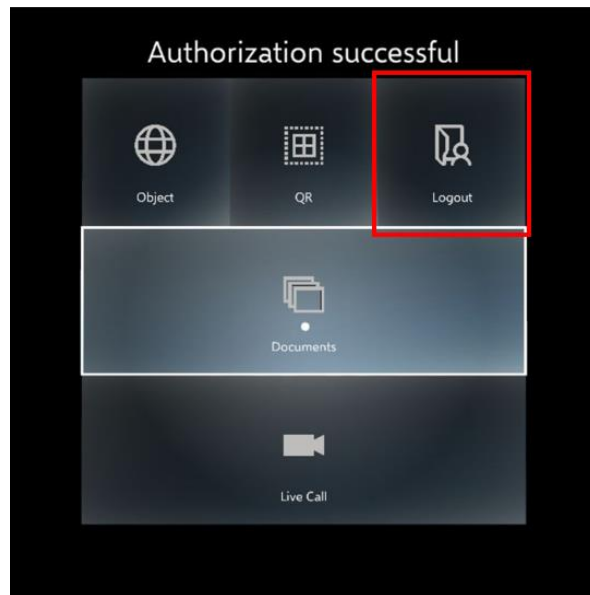 Authorization successful
Object
QR
Logout
Documents
Live Call